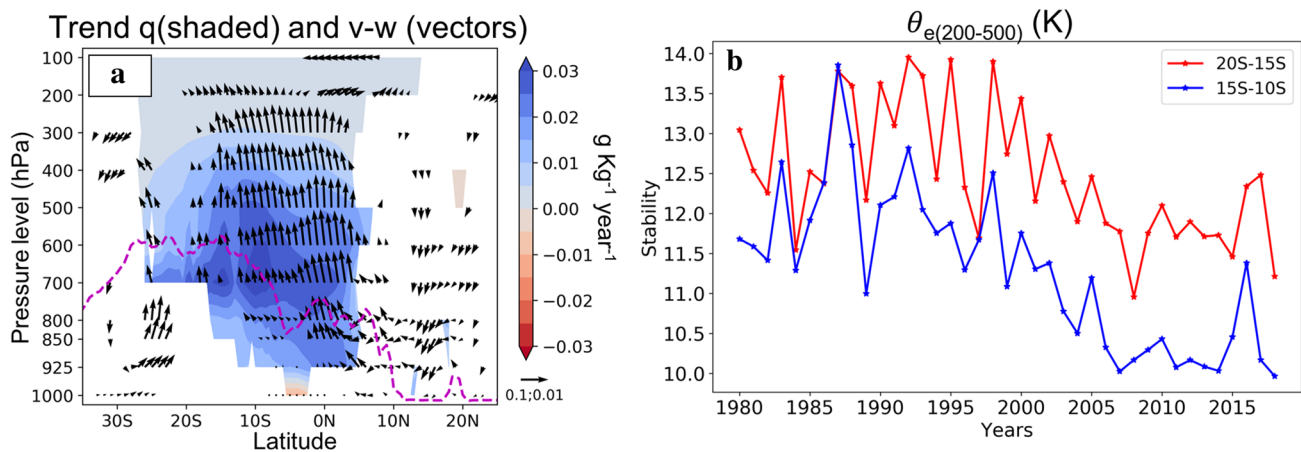 Trend q(shaded) and v-w (vectors)
a
Pressure level (hPa)
100
200
300
400
500
600
700
800
850
925
1000
30S 20S 10S 0N 10N 20N
Latitude
0.03
0.02
0.01
0.00
−0.01
−0.02
−0.03
g Kg⁻¹ year⁻¹
0.1;0.01
θe(200-500) (K)
b
20S-15S
15S-10S
Stability
14.0
13.5
13.0
12.5
12.0
11.5
11.0
10.5
10.0
1980 1985 1990 1995 2000 2005 2010 2015
Years